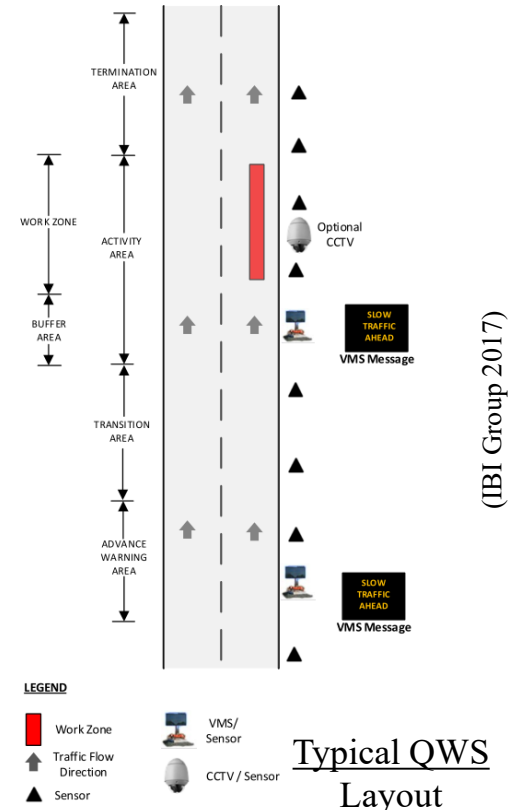 TERMINATION
AREA
WORK ZONE
ACTIVITY
AREA
Optional
CCTV
BUFFER
AREA
SLOW
TRAFFIC
AHEAD
VMS Message
(IBI Group 2017)
TRANSITION
AREA
ADVANCE
WARNING
AREA
SLOW
TRAFFIC
AHEAD
VMS Message
LEGEND
Work Zone
Traffic Flow
Direction
Sensor
VMS/
Sensor
CCTV / Sensor
Typical QWS
Layout